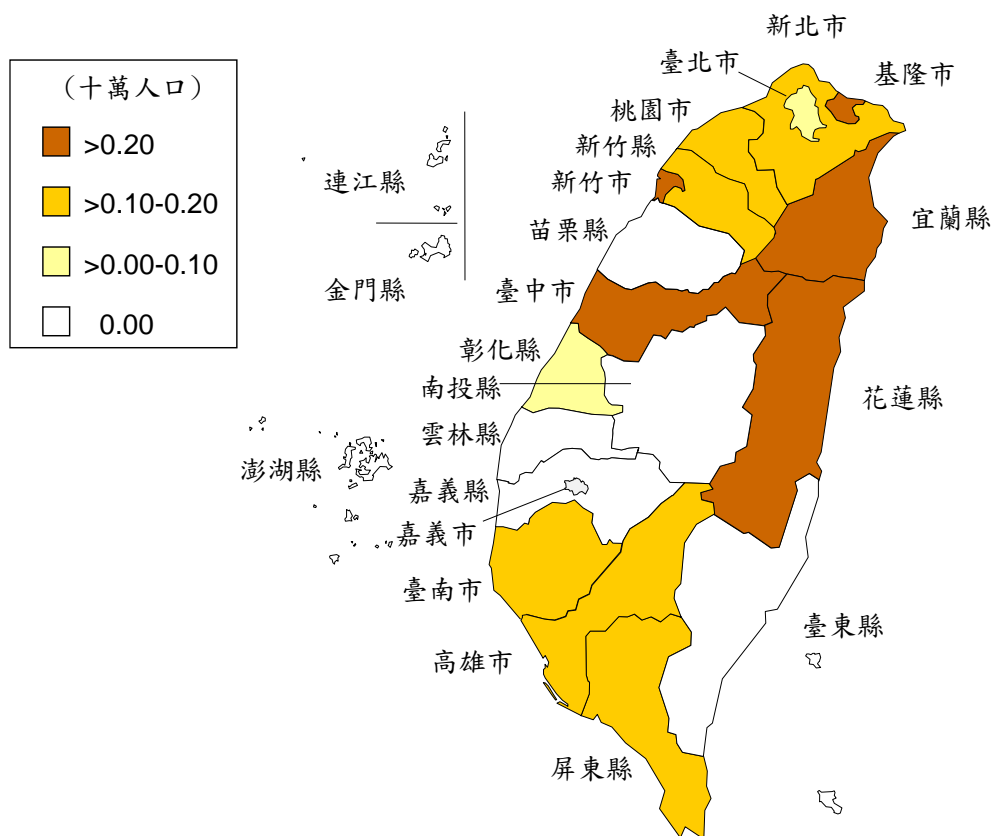 （十萬人口）
>0.20
>0.10-0.20
>0.00-0.10
0.00
新北市
臺北市
基隆市
桃園市
新竹縣
新竹市
連江縣
苗栗縣
宜蘭縣
金門縣
臺中市
彰化縣
南投縣
花蓮縣
雲林縣
澎湖縣
嘉義縣
嘉義市
臺南市
臺東縣
高雄市
屏東縣